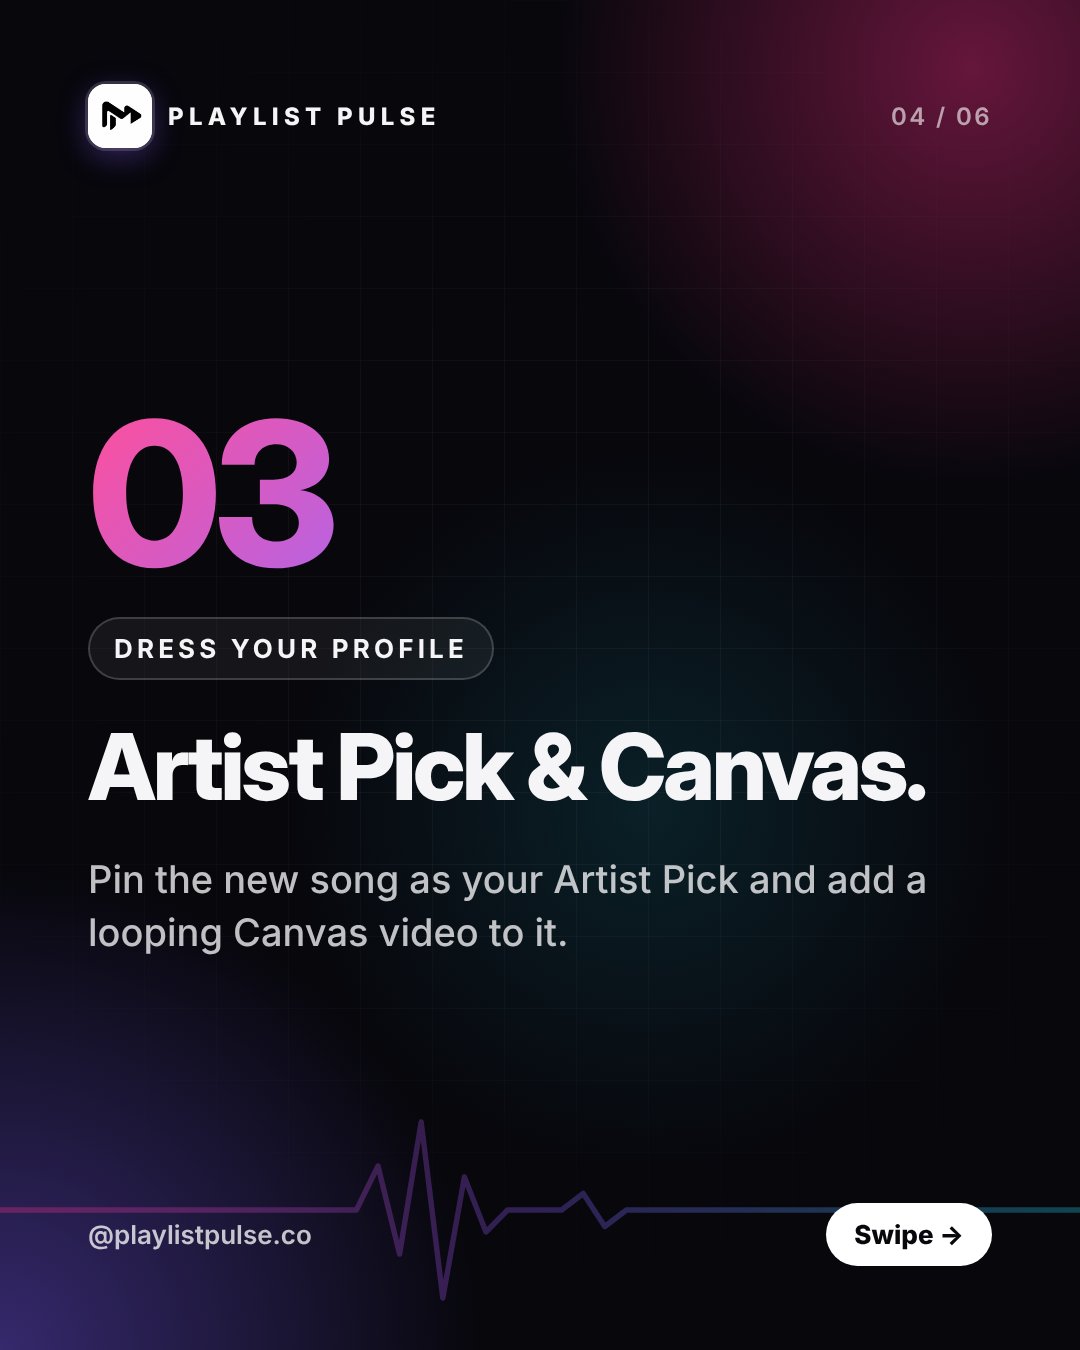 PLAYLIST PULSE
04 / 06
03
DRESS YOUR PROFILE
Artist Pick & Canvas.
Pin the new song as your Artist Pick and add a
looping Canvas video to it.
@playlistpulse.co
Swipe →